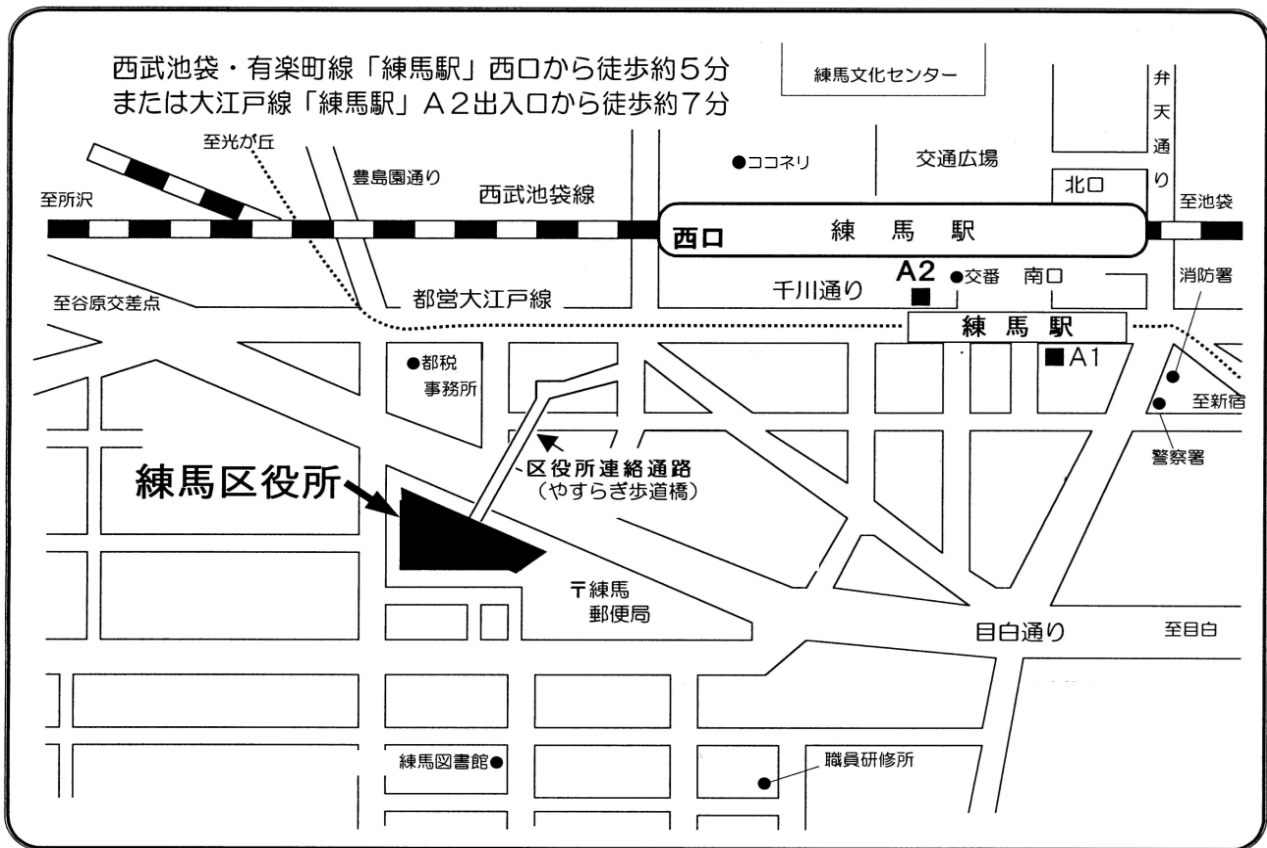 西武池袋・有楽町線「練馬駅」西口から徒歩約5分
または大江戸線「練馬駅」A2出入口から徒歩約7分
練馬文化センター
弁天通り
至光が丘
豊島園通り
ココネリ
交通広場
北口
至所沢
西武池袋線
至池袋
西口
練馬駅
A2
交番
南口
消防署
至谷原交差点
都営大江戸線
千川通り
練馬駅
A1
都税
事務所
至新宿
警察署
練馬区役所
区役所連絡通路
(やすらぎ歩道橋)
〒練馬
郵便局
目白通り
至目白
練馬図書館
職員研修所